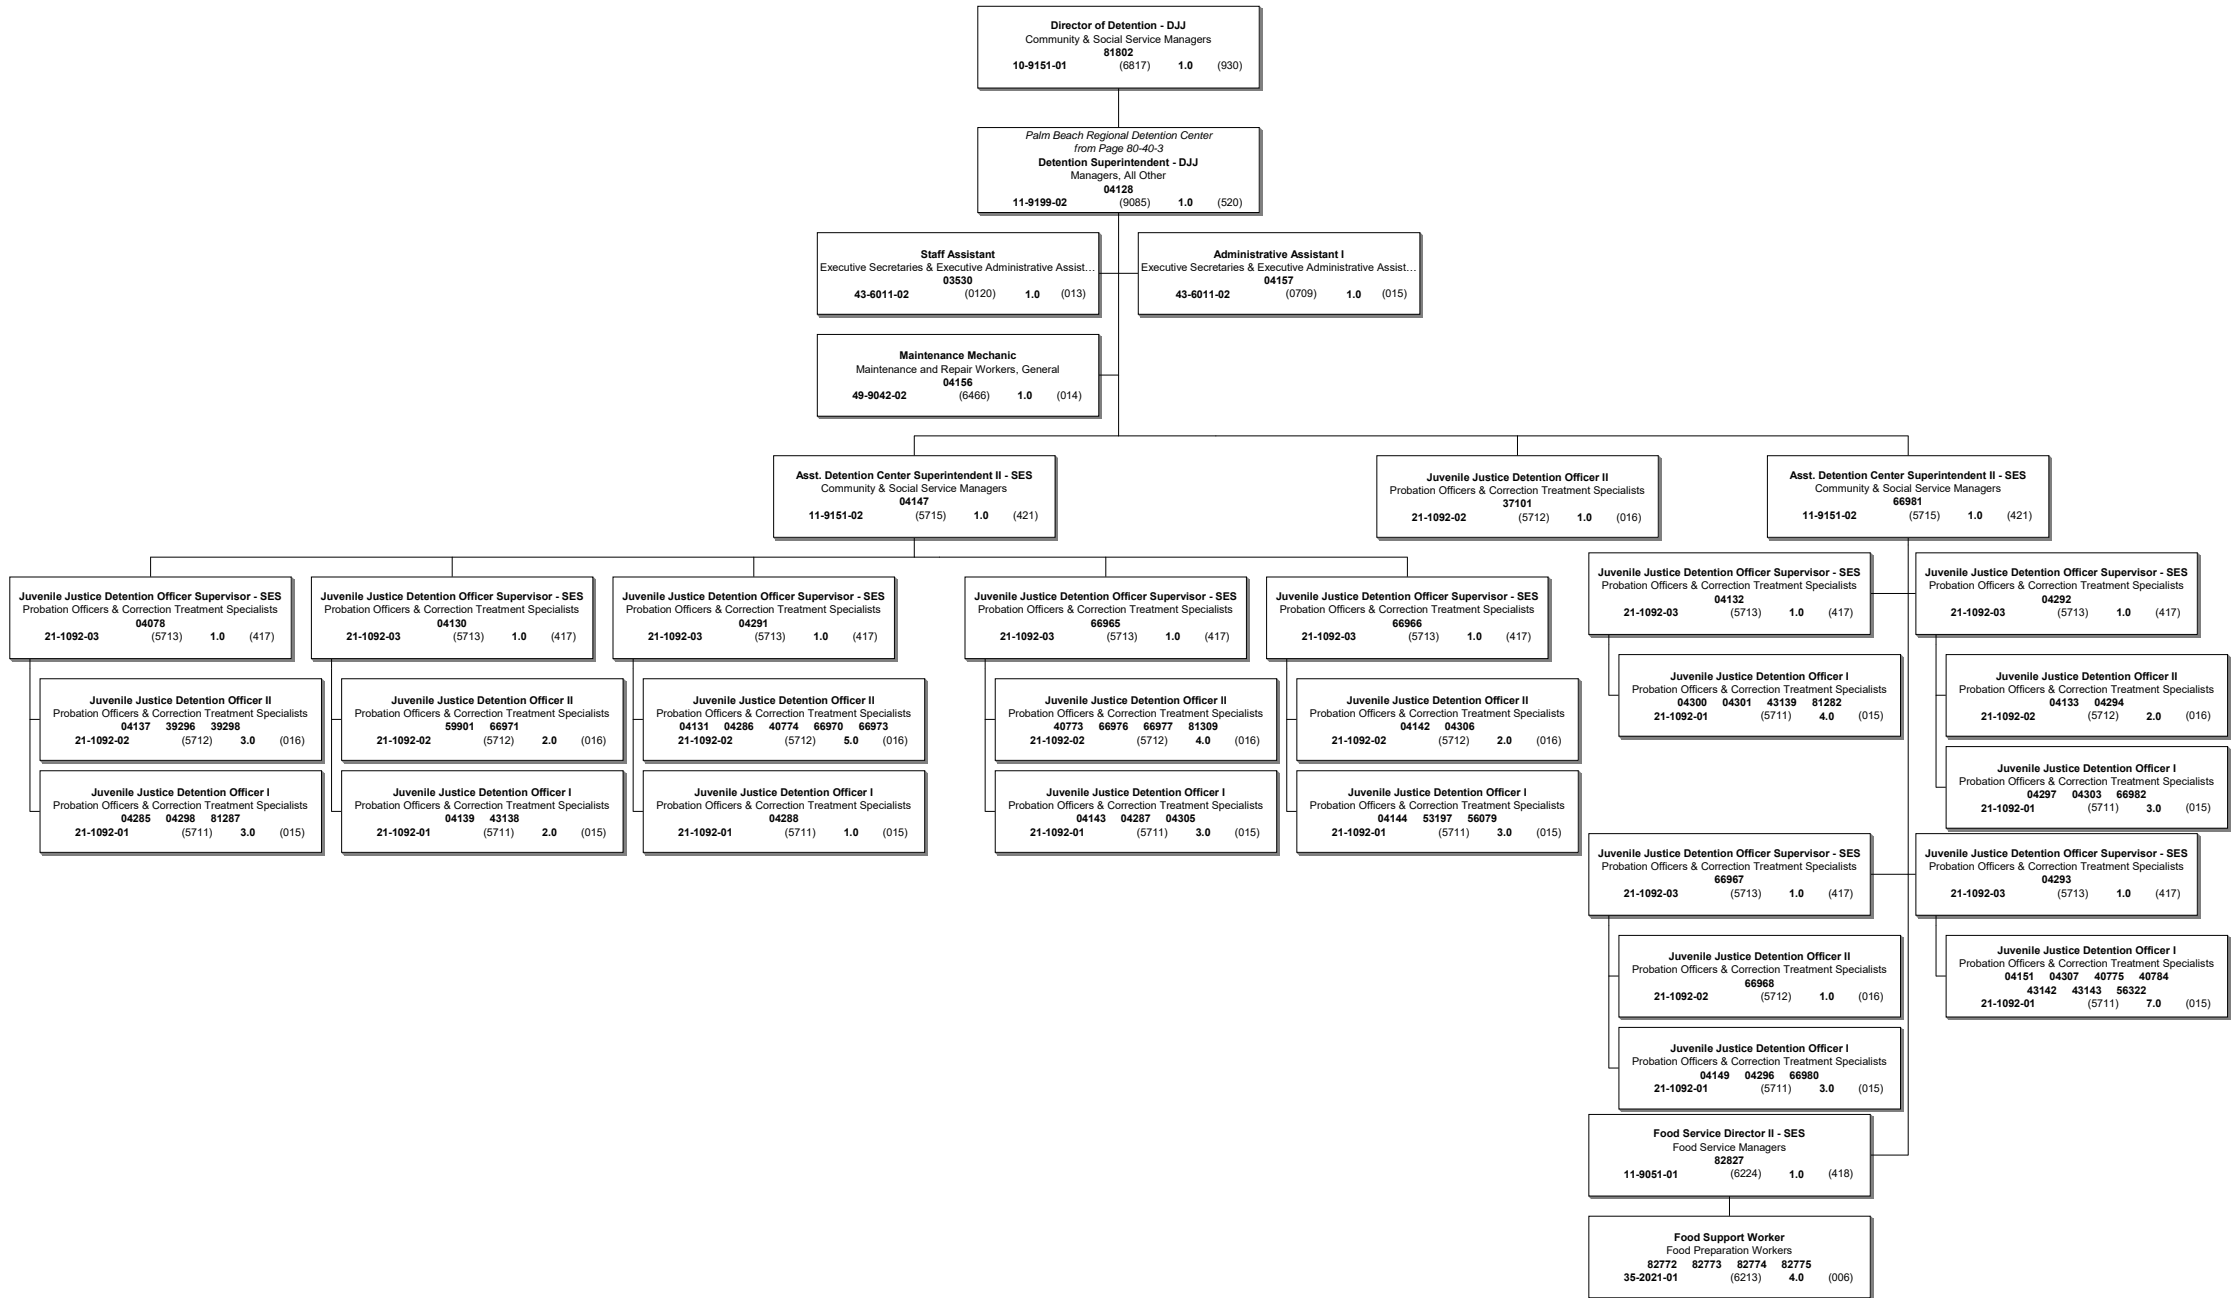 Director of Detention - DJJ
Community & Social Service Managers
81802
10-9151-01 (6817) 1.0 (930)
Palm Beach Regional Detention Center
from Page 80-40-3
Detention Superintendent - DJJ
Managers, All Other
04128
11-9199-02 (9085) 1.0 (520)
Staff Assistant
Executive Secretaries & Executive Administrative Assist...
03530
43-6011-02 (0120) 1.0 (013)
Administrative Assistant I
Executive Secretaries & Executive Administrative Assist...
04157
43-6011-02 (0709) 1.0 (015)
Maintenance Mechanic
Maintenance and Repair Workers, General
04156
49-9042-02 (6466) 1.0 (014)
Asst. Detention Center Superintendent II - SES
Community & Social Service Managers
04147
11-9151-02 (5715) 1.0 (421)
Juvenile Justice Detention Officer II
Probation Officers & Correction Treatment Specialists
37101
21-1092-02 (5712) 1.0 (016)
Asst. Detention Center Superintendent II - SES
Community & Social Service Managers
66981
11-9151-02 (5715) 1.0 (421)
Juvenile Justice Detention Officer Supervisor - SES
Probation Officers & Correction Treatment Specialists
04078
21-1092-03 (5713) 1.0 (417)
Juvenile Justice Detention Officer II
Probation Officers & Correction Treatment Specialists
04137 39296 39298
21-1092-02 (5712) 3.0 (016)
Juvenile Justice Detention Officer I
Probation Officers & Correction Treatment Specialists
04285 04298 81287
21-1092-01 (5711) 3.0 (015)
Juvenile Justice Detention Officer Supervisor - SES
Probation Officers & Correction Treatment Specialists
04130
21-1092-03 (5713) 1.0 (417)
Juvenile Justice Detention Officer II
Probation Officers & Correction Treatment Specialists
59901 66971
21-1092-02 (5712) 2.0 (016)
Juvenile Justice Detention Officer I
Probation Officers & Correction Treatment Specialists
04139 43138
21-1092-01 (5711) 2.0 (015)
Juvenile Justice Detention Officer Supervisor - SES
Probation Officers & Correction Treatment Specialists
04291
21-1092-03 (5713) 1.0 (417)
Juvenile Justice Detention Officer II
Probation Officers & Correction Treatment Specialists
04131 04286 40774 66970 66973
21-1092-02 (5712) 5.0 (016)
Juvenile Justice Detention Officer I
Probation Officers & Correction Treatment Specialists
04288
21-1092-01 (5711) 1.0 (015)
Juvenile Justice Detention Officer Supervisor - SES
Probation Officers & Correction Treatment Specialists
66965
21-1092-03 (5713) 1.0 (417)
Juvenile Justice Detention Officer II
Probation Officers & Correction Treatment Specialists
40773 66976 66977 81309
21-1092-02 (5712) 4.0 (016)
Juvenile Justice Detention Officer I
Probation Officers & Correction Treatment Specialists
04143 04287 04305
21-1092-01 (5711) 3.0 (015)
Juvenile Justice Detention Officer Supervisor - SES
Probation Officers & Correction Treatment Specialists
66966
21-1092-03 (5713) 1.0 (417)
Juvenile Justice Detention Officer II
Probation Officers & Correction Treatment Specialists
04142 04306
21-1092-02 (5712) 2.0 (016)
Juvenile Justice Detention Officer I
Probation Officers & Correction Treatment Specialists
04144 53197 56079
21-1092-01 (5711) 3.0 (015)
Juvenile Justice Detention Officer Supervisor - SES
Probation Officers & Correction Treatment Specialists
04132
21-1092-03 (5713) 1.0 (417)
Juvenile Justice Detention Officer I
Probation Officers & Correction Treatment Specialists
04300 04301 43139 81282
21-1092-01 (5711) 4.0 (015)
Juvenile Justice Detention Officer Supervisor - SES
Probation Officers & Correction Treatment Specialists
04292
21-1092-03 (5713) 1.0 (417)
Juvenile Justice Detention Officer II
Probation Officers & Correction Treatment Specialists
04133 04294
21-1092-02 (5712) 2.0 (016)
Juvenile Justice Detention Officer I
Probation Officers & Correction Treatment Specialists
04297 04303 66982
21-1092-01 (5711) 3.0 (015)
Juvenile Justice Detention Officer Supervisor - SES
Probation Officers & Correction Treatment Specialists
66967
21-1092-03 (5713) 1.0 (417)
Juvenile Justice Detention Officer II
Probation Officers & Correction Treatment Specialists
66968
21-1092-02 (5712) 1.0 (016)
Juvenile Justice Detention Officer I
Probation Officers & Correction Treatment Specialists
04149 04296 66980
21-1092-01 (5711) 3.0 (015)
Juvenile Justice Detention Officer Supervisor - SES
Probation Officers & Correction Treatment Specialists
04293
21-1092-03 (5713) 1.0 (417)
Juvenile Justice Detention Officer I
Probation Officers & Correction Treatment Specialists
04151 04307 40775 40784
43142 43143 56322
21-1092-01 (5711) 7.0 (015)
Food Service Director II - SES
Food Service Managers
82827
11-9051-01 (6224) 1.0 (418)
Food Support Worker
Food Preparation Workers
82772 82773 82774 82775
35-2021-01 (6213) 4.0 (006)